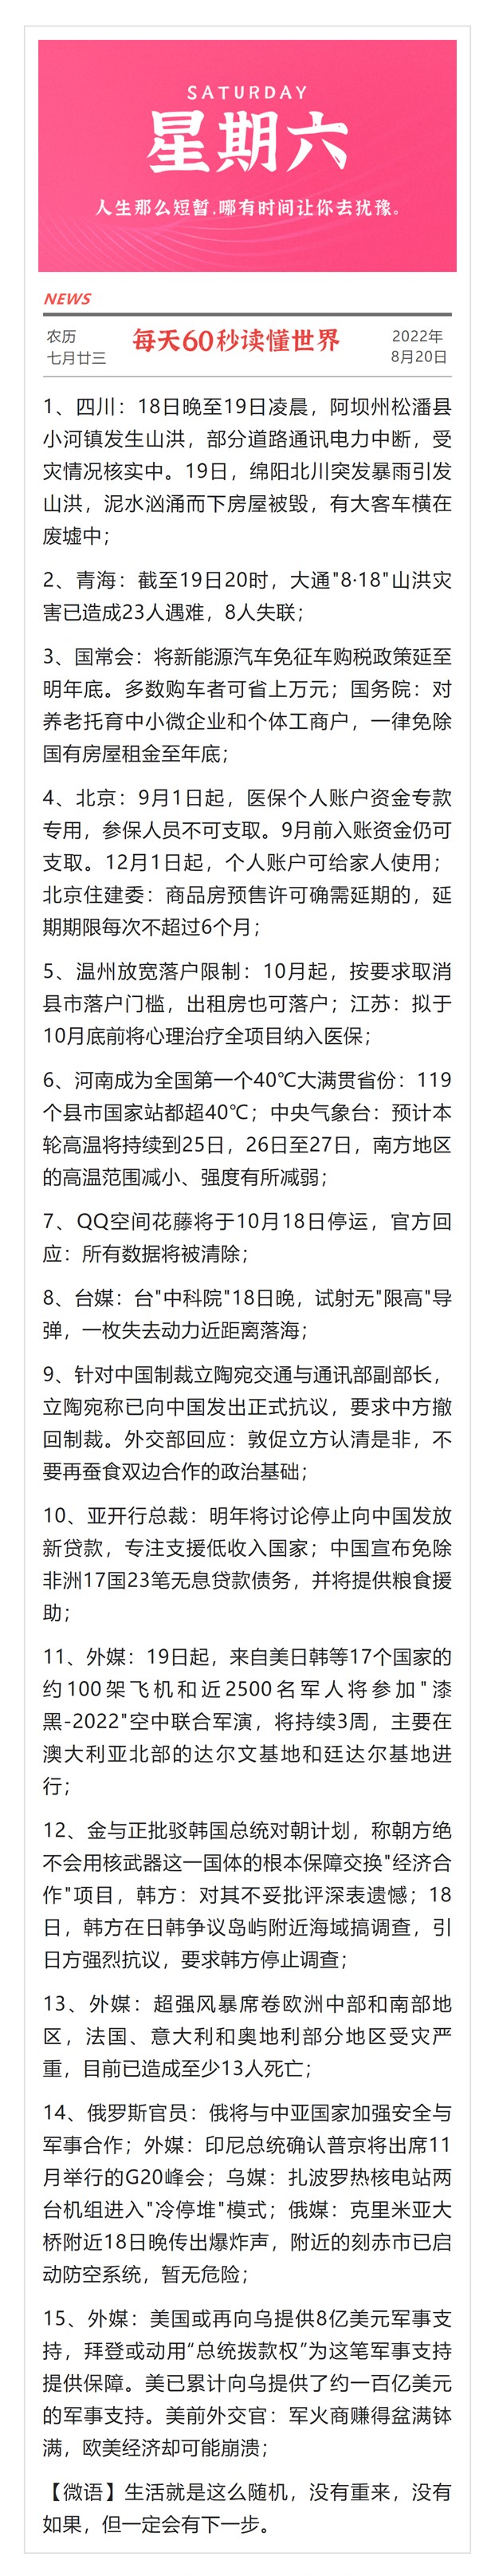 SATURDAY
星期六
人生那么短暂,哪有时间让你去犹豫。
NEWS
农历
七月廿三
每天60秒读懂世界
2022年
8月20日
1、四川：18日晚至19日凌晨，阿坝州松潘县
小河镇发生山洪，部分道路通讯电力中断，受
灾情况核实中。19日，绵阳北川突发暴雨引发
山洪，泥水汹涌而下房屋被毁，有大客车横在
废墟中；
2、青海：截至19日20时，大通"8·18"山洪灾
害已造成23人遇难，8人失联；
3、国常会：将新能源汽车免征车购税政策延至
明年底。多数购车者可省上万元；国务院：对
养老托育中小微企业和个体工商户，一律免除
国有房屋租金至年底；
4、北京：9月1日起，医保个人账户资金专款
专用，参保人员不可支取。9月前入账资金仍可
支取。12月1日起，个人账户可给家人使用；
北京住建委：商品房预售许可确需延期的，延
期期限每次不超过6个月；
5、温州放宽落户限制：10月起，按要求取消
县市落户门槛，出租房也可落户；江苏：拟于
10月底前将心理治疗全项目纳入医保；
6、河南成为全国第一个40℃大满贯省份：119
个县市国家站都超40℃；中央气象台：预计本
轮高温将持续到25日，26日至27日，南方地区
的高温范围减小、强度有所减弱；
7、QQ空间花藤将于10月18日停运，官方回
应：所有数据将被清除；
8、台媒：台"中科院"18日晚，试射无"限高"导
弹，一枚失去动力近距离落海；
9、针对中国制裁立陶宛交通与通讯部副部长，
立陶宛称已向中国发出正式抗议，要求中方撤
回制裁。外交部回应：敦促立方认清是非，不
要再蚕食双边合作的政治基础；
10、亚开行总裁：明年将讨论停止向中国发放
新贷款，专注支援低收入国家；中国宣布免除
非洲17国23笔无息贷款债务，并将提供粮食援
助；
11、外媒：19日起，来自美日韩等17个国家的
约100架飞机和近2500名军人将参加"漆
黑-2022"空中联合军演，将持续3周，主要在
澳大利亚北部的达尔文基地和廷达尔基地进
行；
12、金与正批驳韩国总统对朝计划，称朝方绝
不会用核武器这一国体的根本保障交换"经济合
作"项目，韩方：对其不妥批评深表遗憾；18
日，韩方在日韩争议岛屿附近海域搞调查，引
日方强烈抗议，要求韩方停止调查；
13、外媒：超强风暴席卷欧洲中部和南部地
区，法国、意大利和奥地利部分地区受灾严
重，目前已造成至少13人死亡；
14、俄罗斯官员：俄将与中亚国家加强安全与
军事合作；外媒：印尼总统确认普京将出席11
月举行的G20峰会；乌媒：扎波罗热核电站两
台机组进入"冷停堆"模式；俄媒：克里米亚大
桥附近18日晚传出爆炸声，附近的刻赤市已启
动防空系统，暂无危险；
15、外媒：美国或再向乌提供8亿美元军事支
持，拜登或动用“总统拨款权”为这笔军事支持
提供保障。美已累计向乌提供了约一百亿美元
的军事支持。美前外交官：军火商赚得盆满钵
满，欧美经济却可能崩溃；
【微语】生活就是这么随机，没有重来，没有
如果，但一定会有下一步。